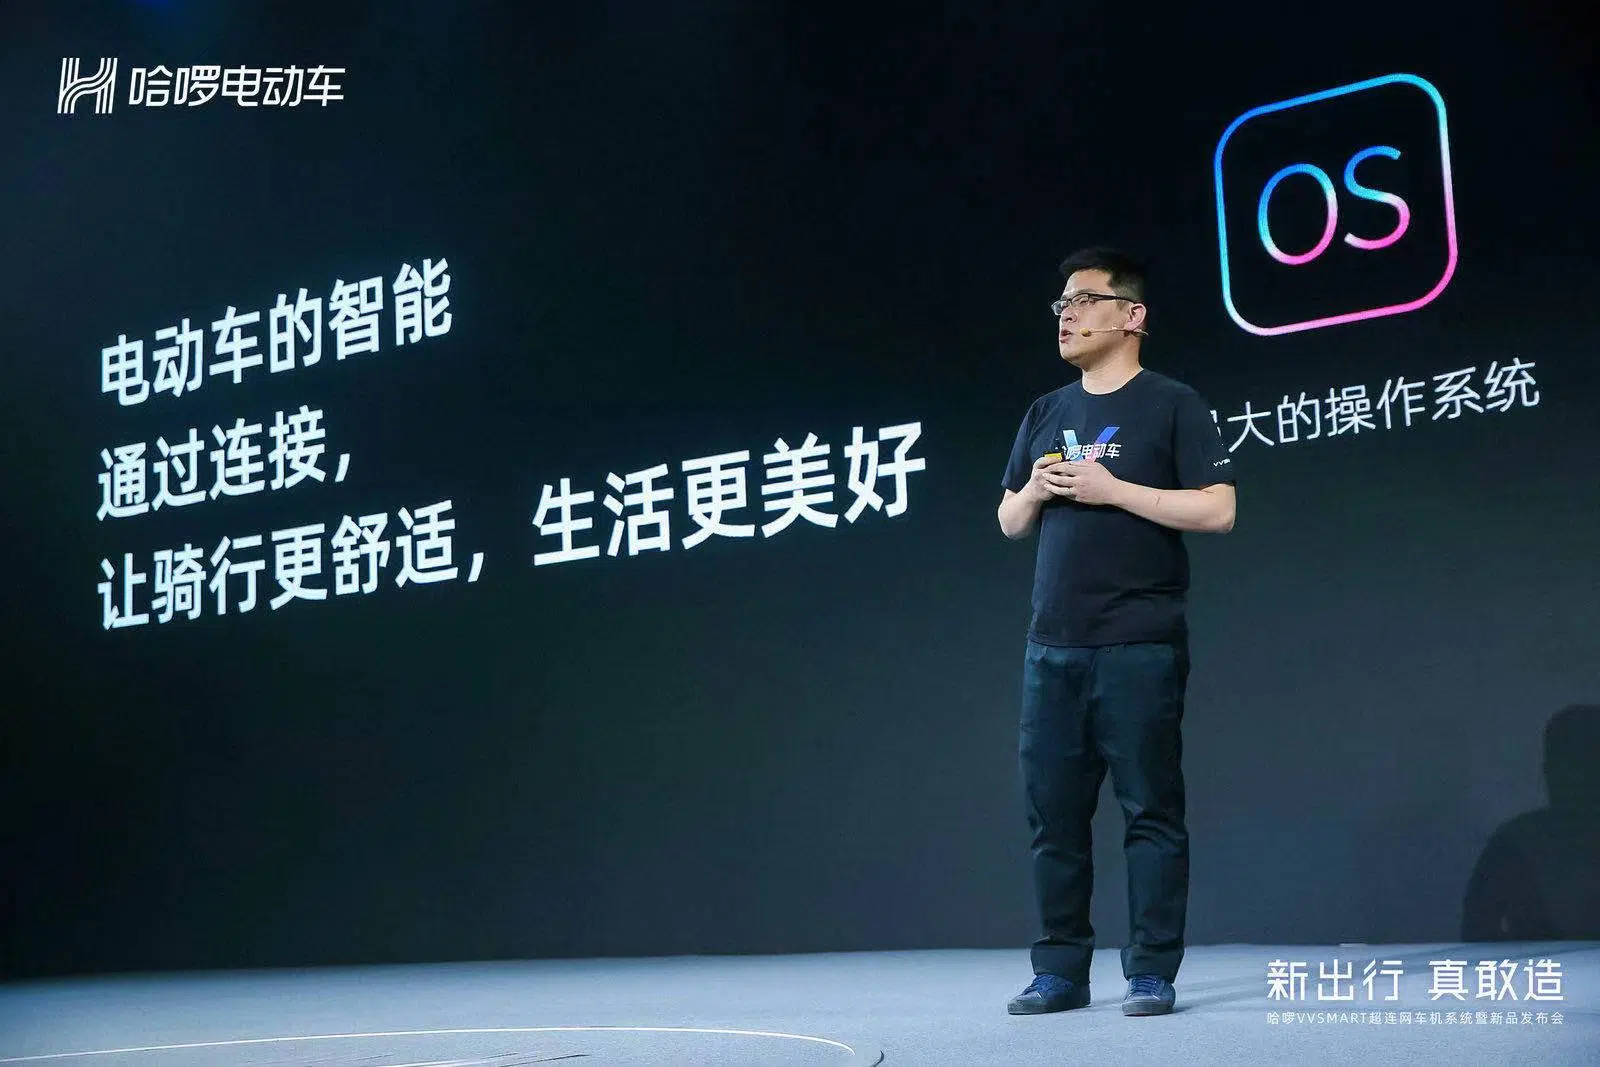 哈啰电动车
OS
电动车的智能
通过连接，
让骑行更舒适，生活更美好
大的操作系统
哈啰电动车
新出行 真敢造
哈啰VVSMART超连网车机系统暨新品发布会